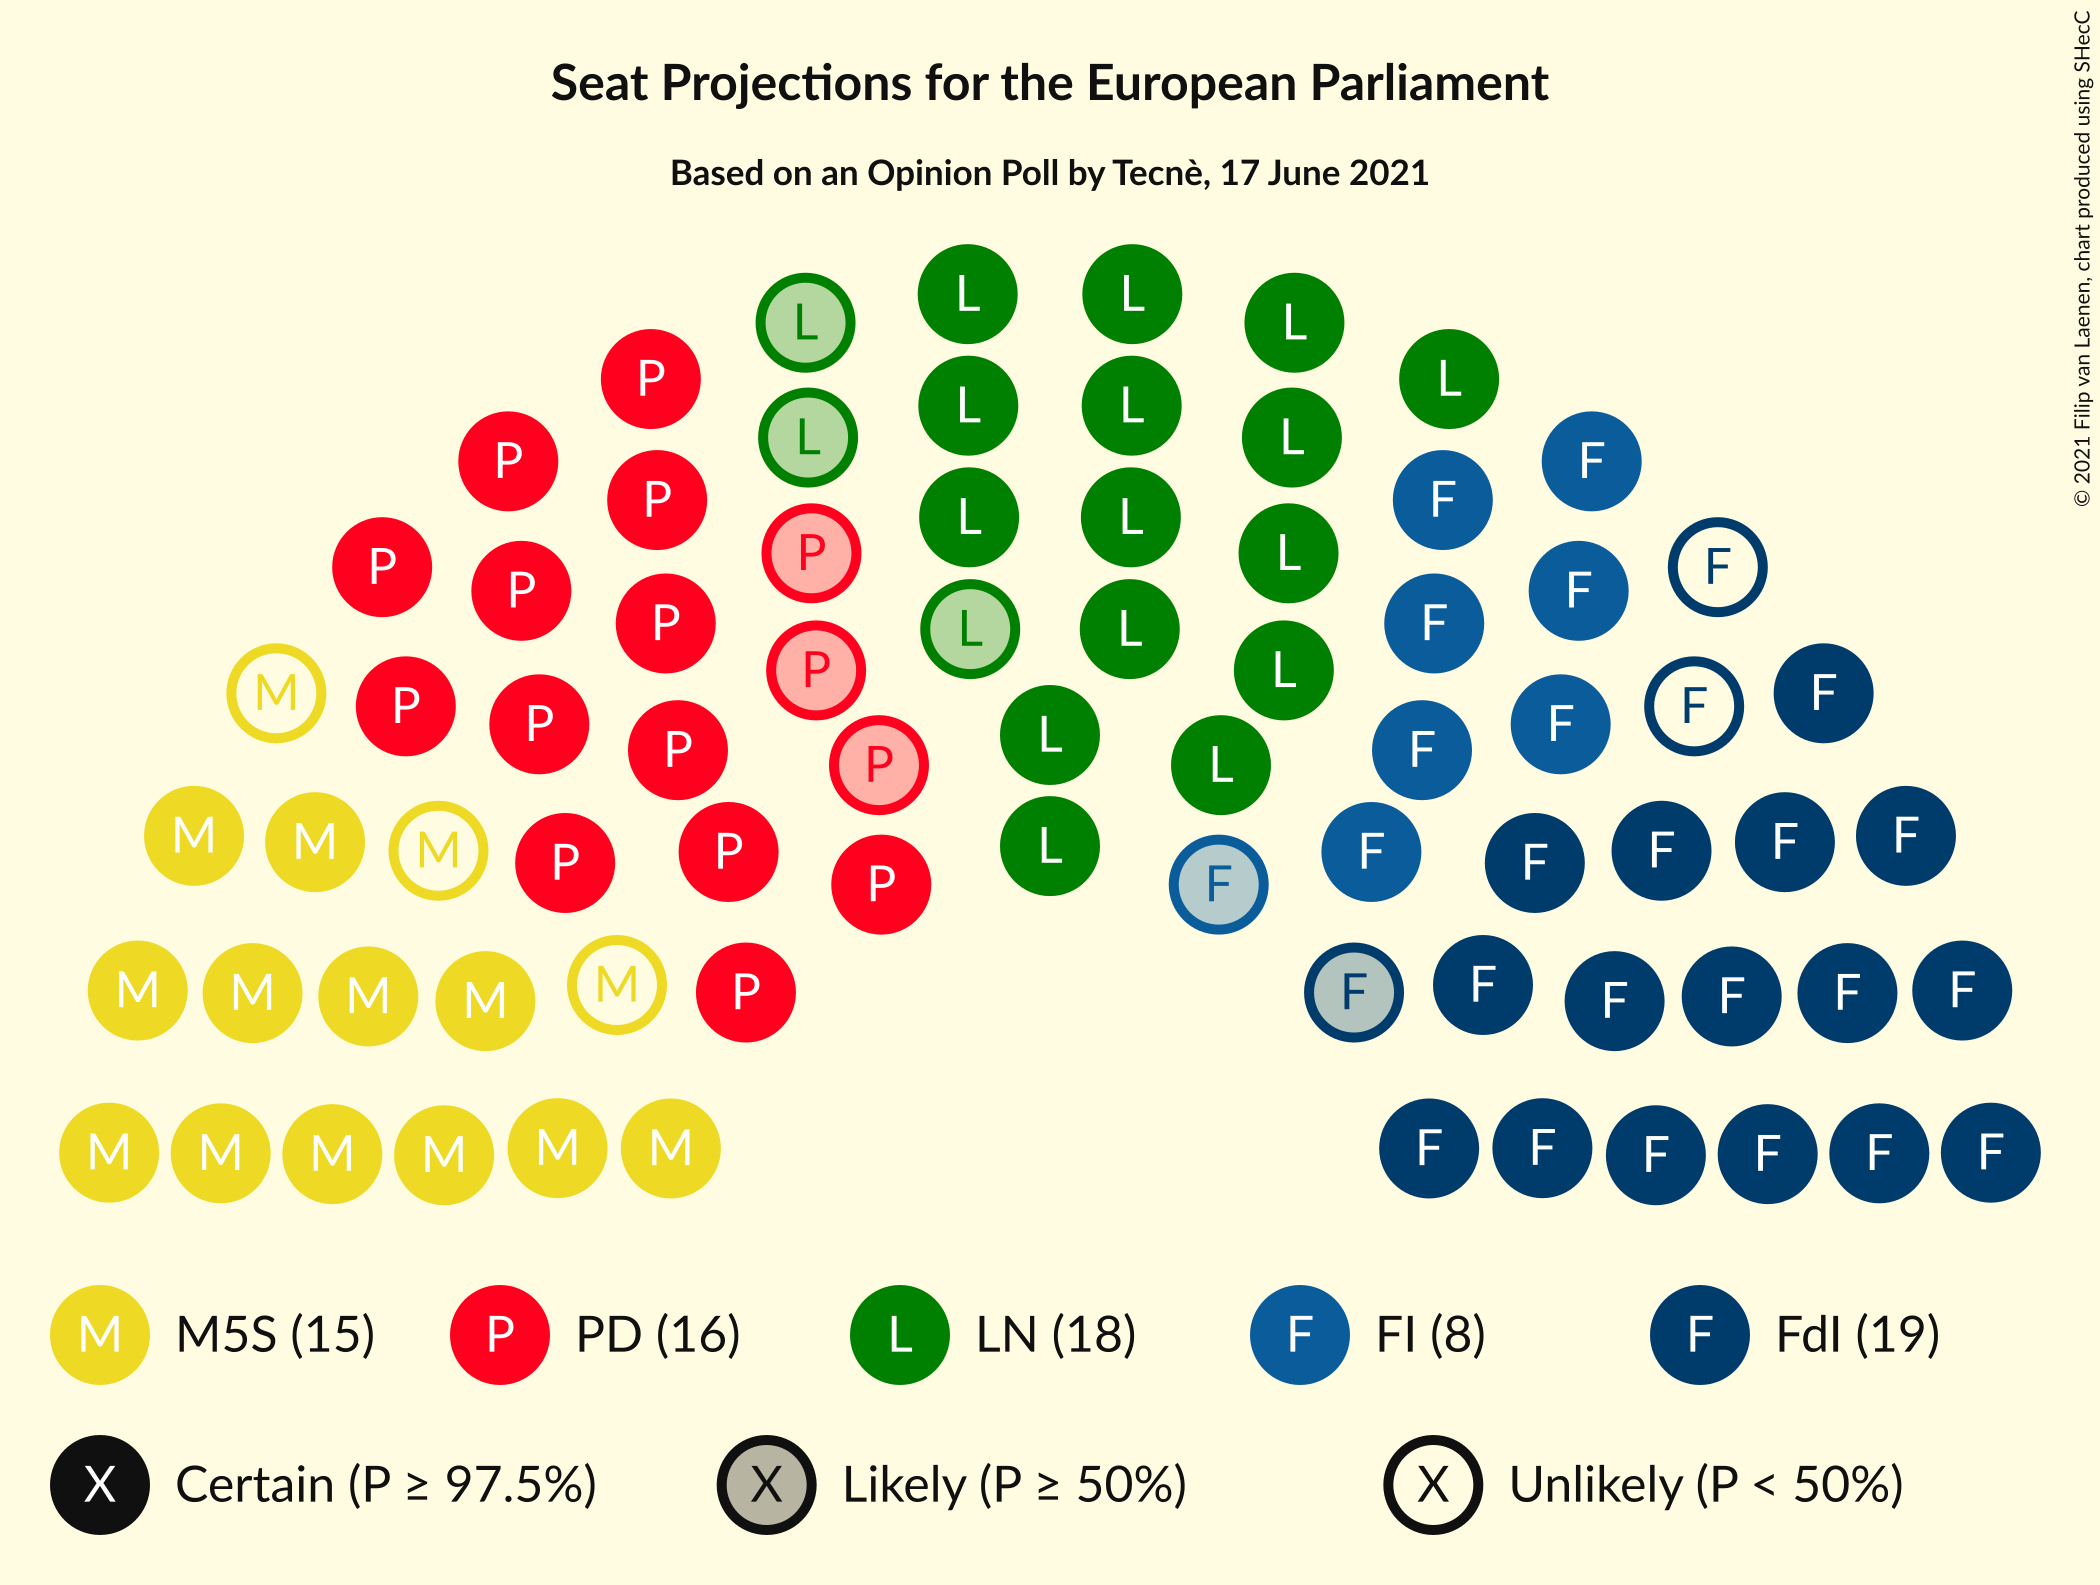 Seat Projections for the European Parliament
Based on an Opinion Poll by Tecnè, 17 June 2021
© 2021 Filip van Laenen, chart produced using SHecC
L L
L L
P L
L L
L L
P F
P L L
F
P L
P L
P F
F F
P F
P L L
M F
P L
F
P F
P F
L
P L
M M F F
M P
P F
F
L
P F
M M M F F F
M
M P
F F
F
M M M M M M
F F F F F F
M M5S (15) P PD (16) L LN (18) F FI (8) F FdI (19)
X Certain (P ≥ 97.5%) X Likely (P ≥ 50%) X Unlikely (P < 50%)